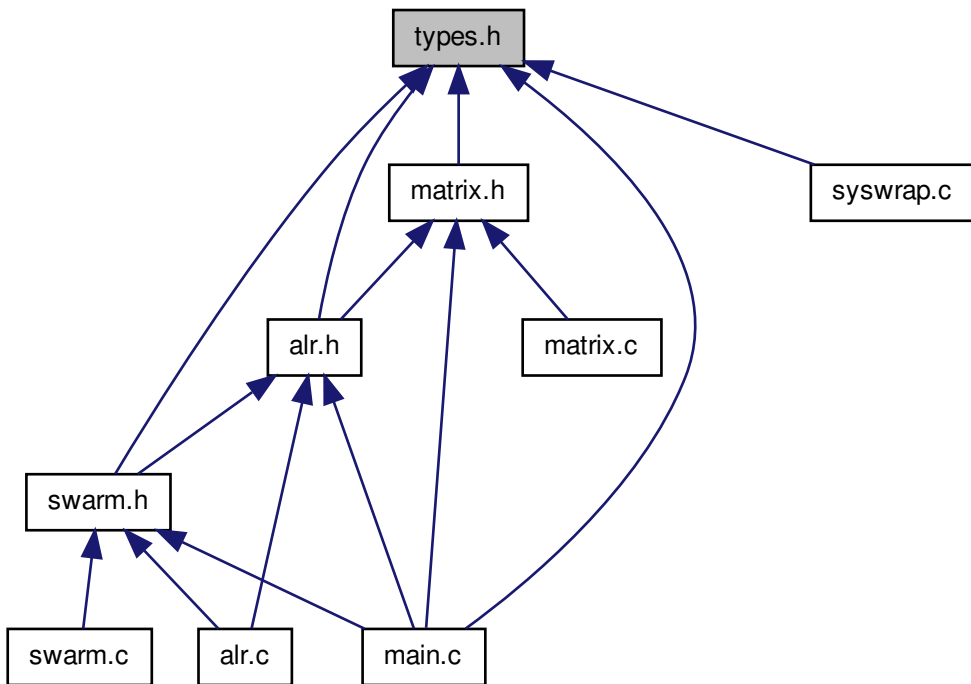 types.h
matrix.h
syswrap.c
alr.h
matrix.c
swarm.h
swarm.c
alr.c
main.c